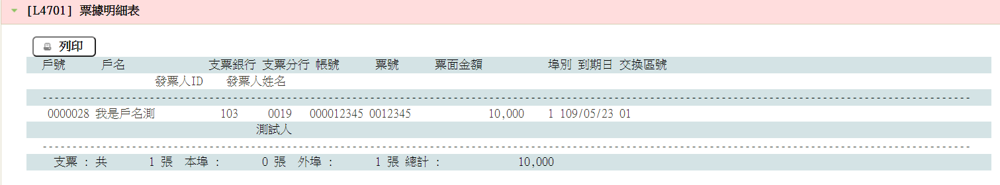 [L4701] 票據明細表
列印
戶號 戶名 支票銀行 支票分行 帳號 票號 票面金額 埠別 到期日 交換區號
發票人ID 發票人姓名
0000028 我是戶名測 103 0019 000012345 0012345 10,000 1 109/05/23 01
測試人
支票 : 共 1 張 本埠 : 0 張 外埠 : 1 張 總計 : 10,000